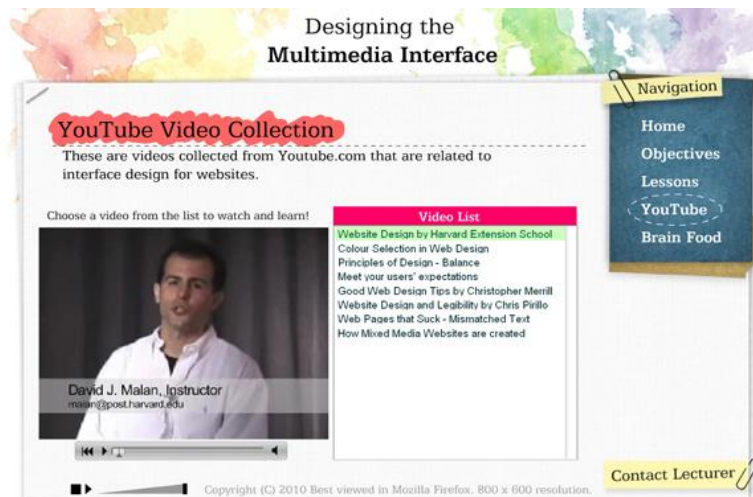 Designing the
Multimedia Interface
Navigation
Home
Objectives
Lessons
YouTube
Brain Food
YouTube Video Collection
These are videos collected from Youtube.com that are related to
interface design for websites.
Choose a video from the list to watch and learn!
David J. Malan, Instructor
malan@post.harvard.edu
Video List
Website Design by Harvard Extension School
Colour Selection in Web Design
Principles of Design - Balance
Meet your users' expectations
Good Web Design Tips by Christopher Merrill
Website Design and Legibility by Chris Pirillo
Web Pages that Suck - Mismatched Text
How Mixed Media Websites are created
Contact Lecturer
Copyright (C) 2010 Best viewed in Mozilla Firefox. 800 x 600 resolution.